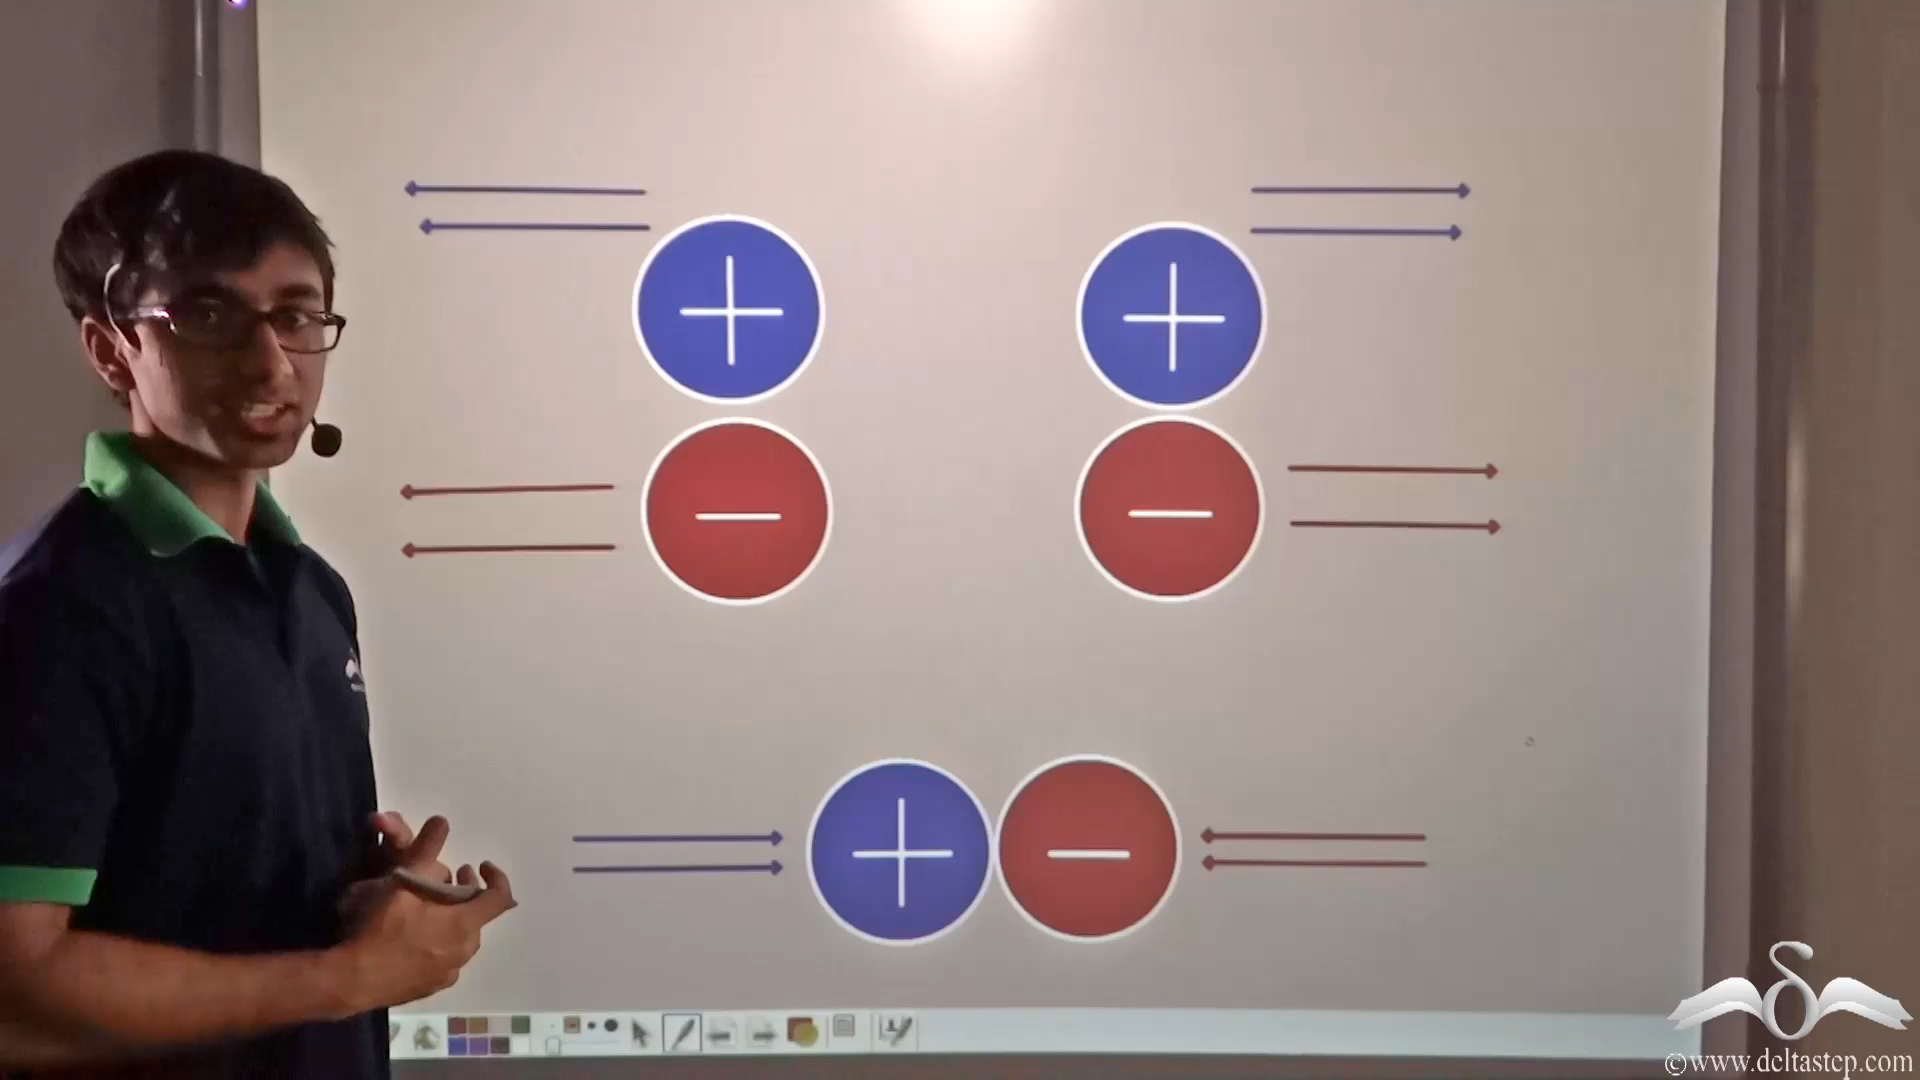 + +
− −
+ −
©www.deltastep.com